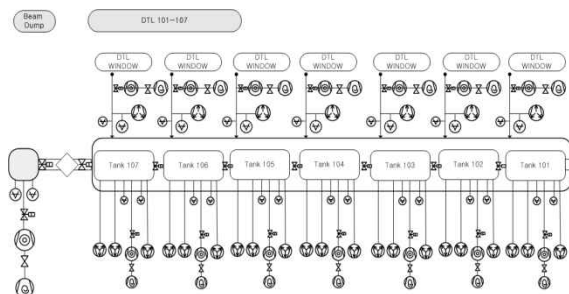 Beam
Dump
DTL 101-107
DTL
WINDOW
DTL
WINDOW
DTL
WINDOW
DTL
WINDOW
DTL
WINDOW
DTL
WINDOW
DTL
WINDOW
Tank 107
Tank 106
Tank 105
Tank 104
Tank 103
Tank 102
Tank 101